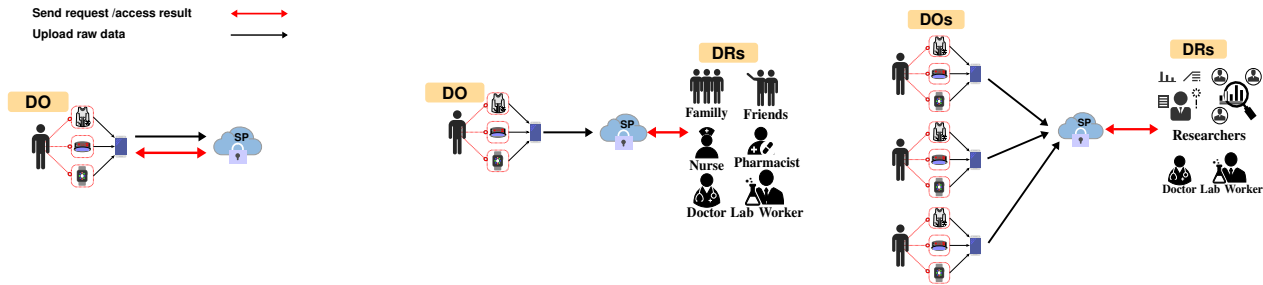 Send request /access result
Upload raw data
DO
SP
DO
SP
DRs
Familly
Friends
Nurse
Pharmacist
Doctor
Lab Worker
DOs
SP
DRs
Researchers
Doctor
Lab Worker